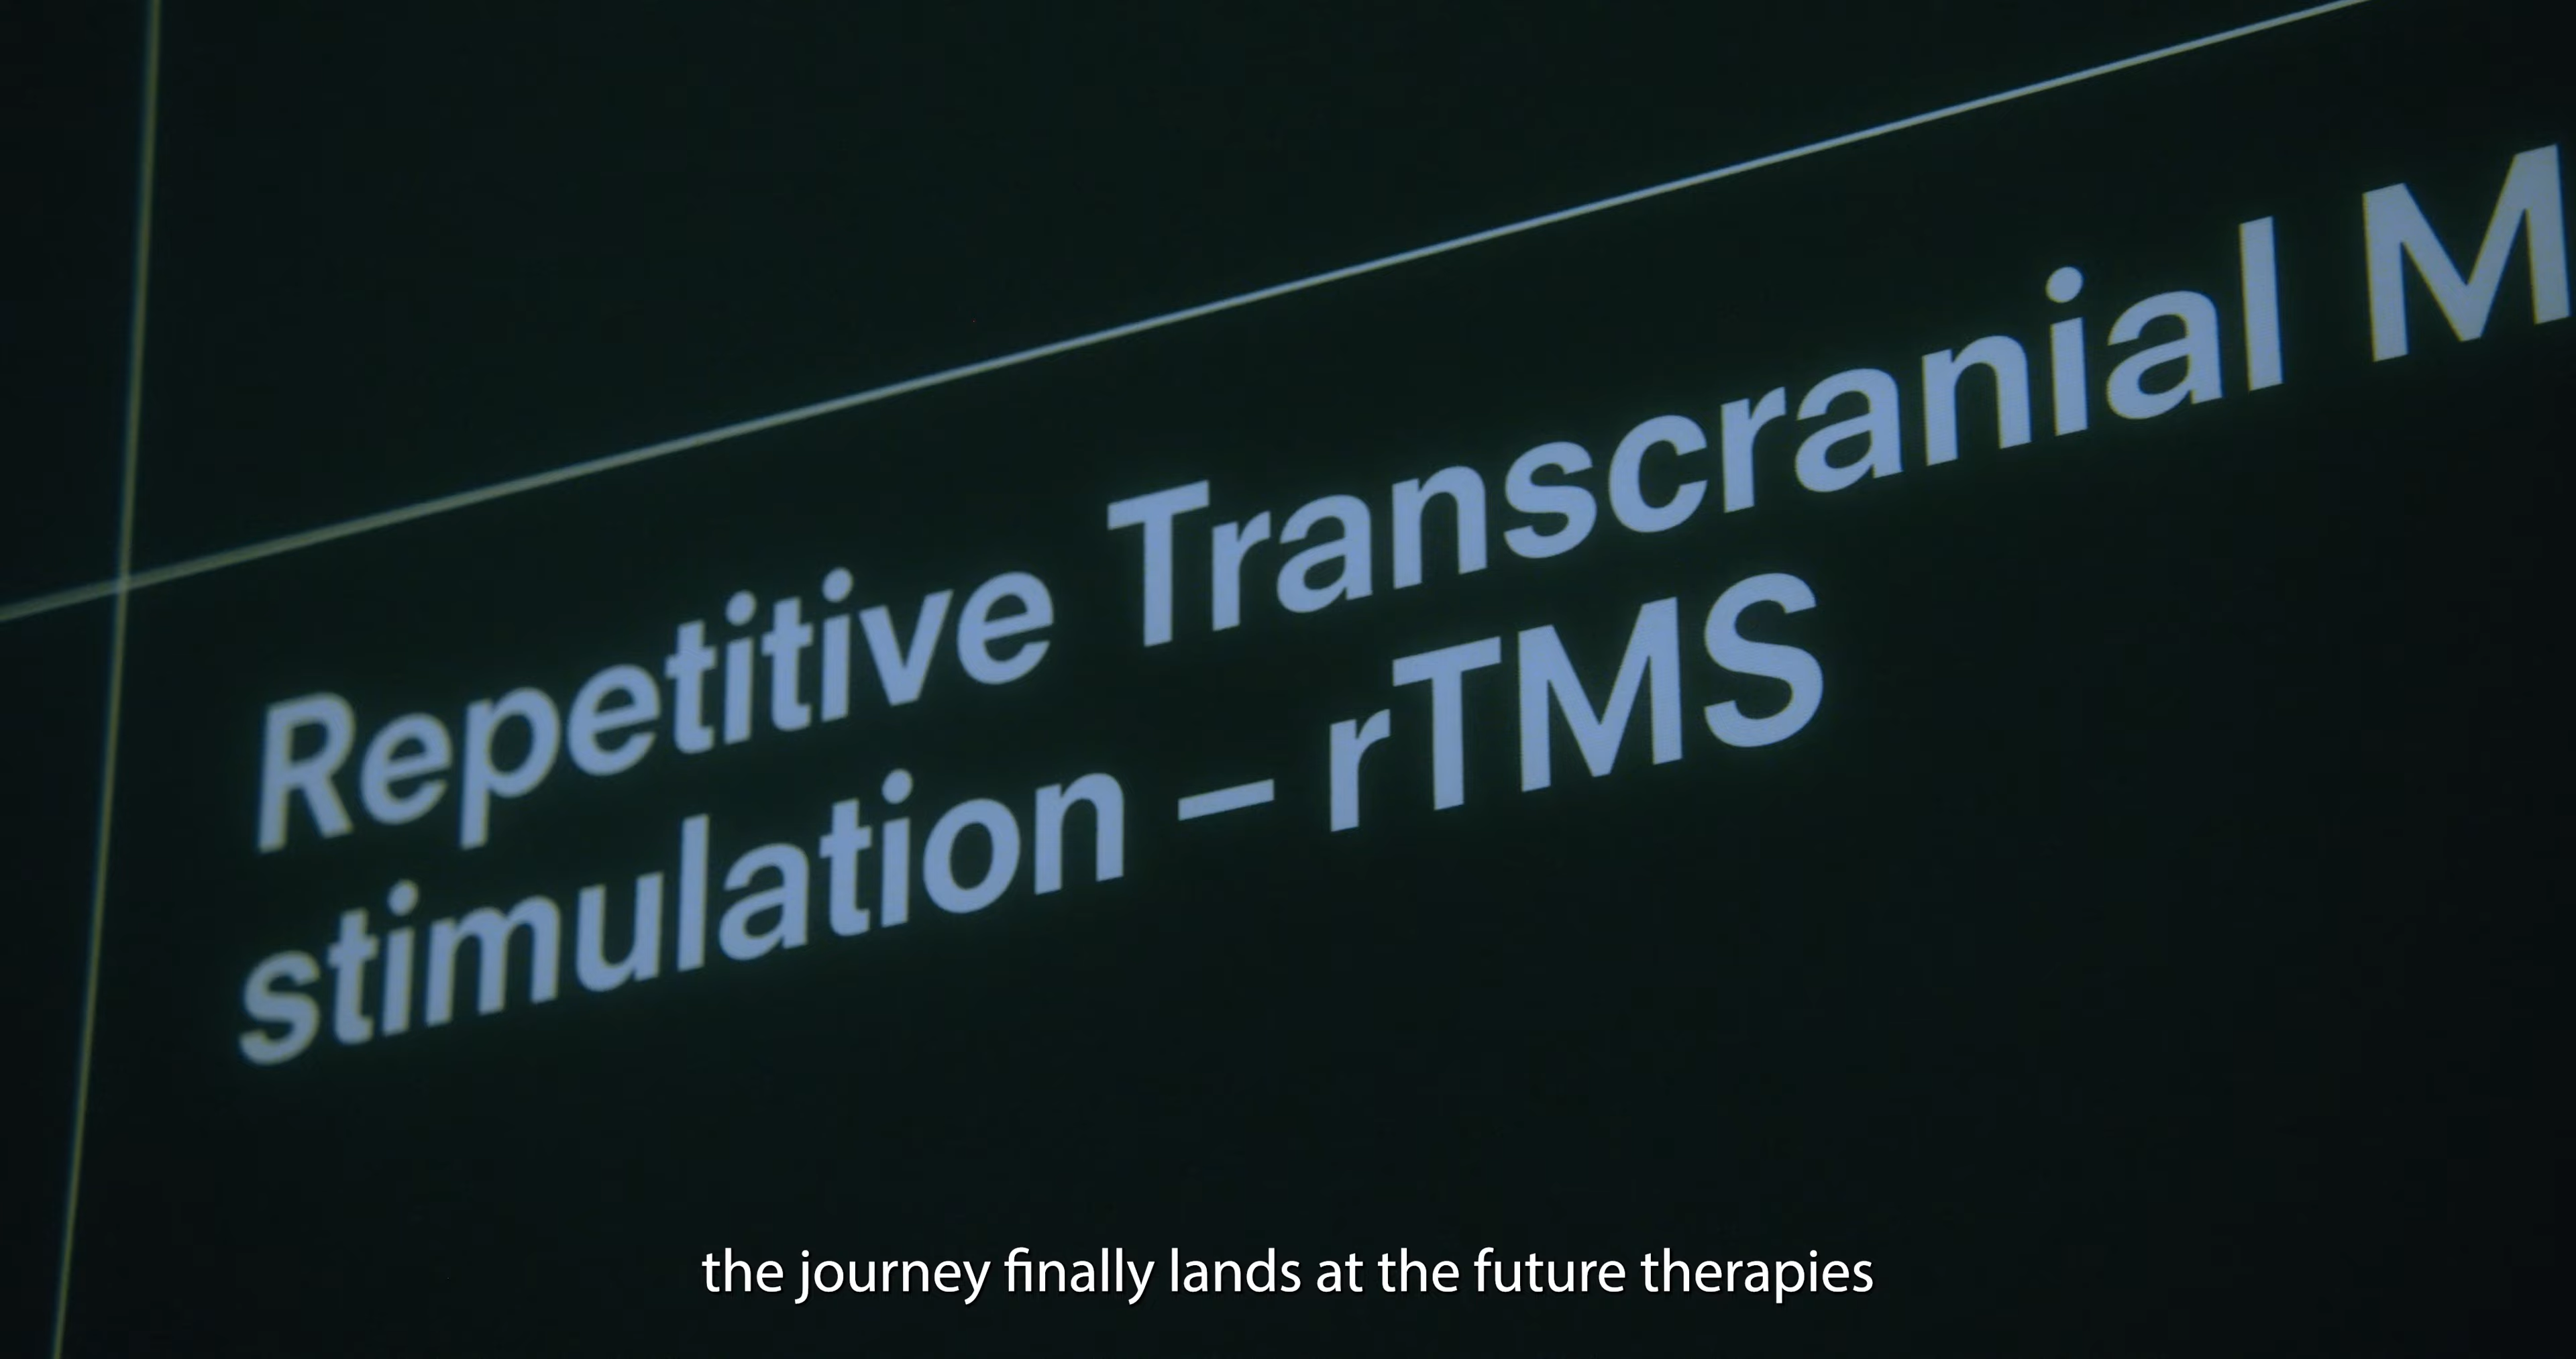 Repetitive Transcranial M
stimulation – rTMS
the journey finally lands at the future therapies